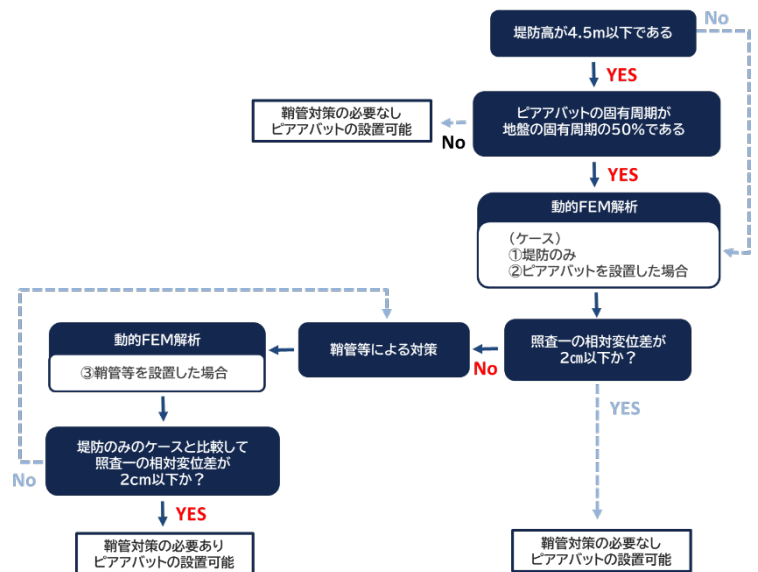 堤防高が4.5m以下である
No
YES
ピアアバットの固有周期が
地盤の固有周期の50%である
No
鞘管対策の必要なし
ピアアバットの設置可能
YES
動的FEM解析
（ケース）
①堤防のみ
②ピアアバットを設置した場合
照査一の相対変位差が
2㎝以下か？
No
鞘管等による対策
動的FEM解析
③鞘管等を設置した場合
YES
堤防のみのケースと比較して
照査一の相対変位差が
2cm以下か？
No
YES
鞘管対策の必要あり
ピアアバットの設置可能
鞘管対策の必要なし
ピアアバットの設置可能